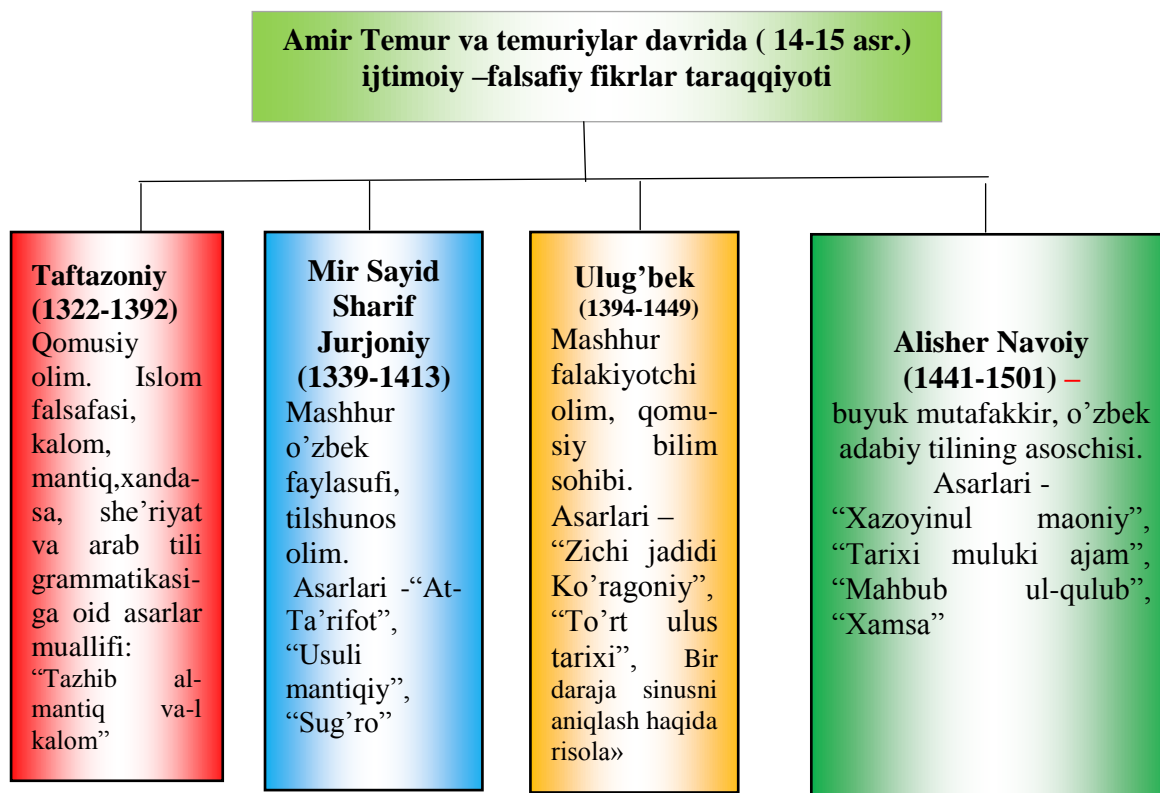 Amir Temur va temuriylar davrida ( 14-15 asr.)
ijtimoiy –falsafiy fikrlar taraqqiyoti
Taftazoniy
(1322-1392)
Qomusiy
olim. Islom
falsafasi,
kalom,
mantiq,xanda-
sa, she’riyat
va arab tili
grammatikasi-
ga oid asarlar
muallifi:
“Tazhib al-
mantiq va-l
kalom”
Mir Sayid
Sharif
Jurjoniy
(1339-1413)
Mashhur
o’zbek
faylasufi,
tilshunos
olim.
Asarlari -“At-
Ta’rifot”,
“Usuli
mantiqiy”,
“Sug’ro”
Ulug’bek
(1394-1449)
Mashhur
falakiyotchi
olim, qomu-
siy bilim
sohibi.
Asarlari –
“Zichi jadidi
Ko’ragoniy”,
“To’rt ulus
tarixi”, Bir
daraja sinusni
aniqlash haqida
risola»
Alisher Navoiy
(1441-1501) –
buyuk mutafakkir, o’zbek
adabiy tilining asoschisi.
Asarlari -
“Xazoyinul maoniy”,
“Tarixi muluki ajam”,
“Mahbub ul-qulub”,
“Xamsa”